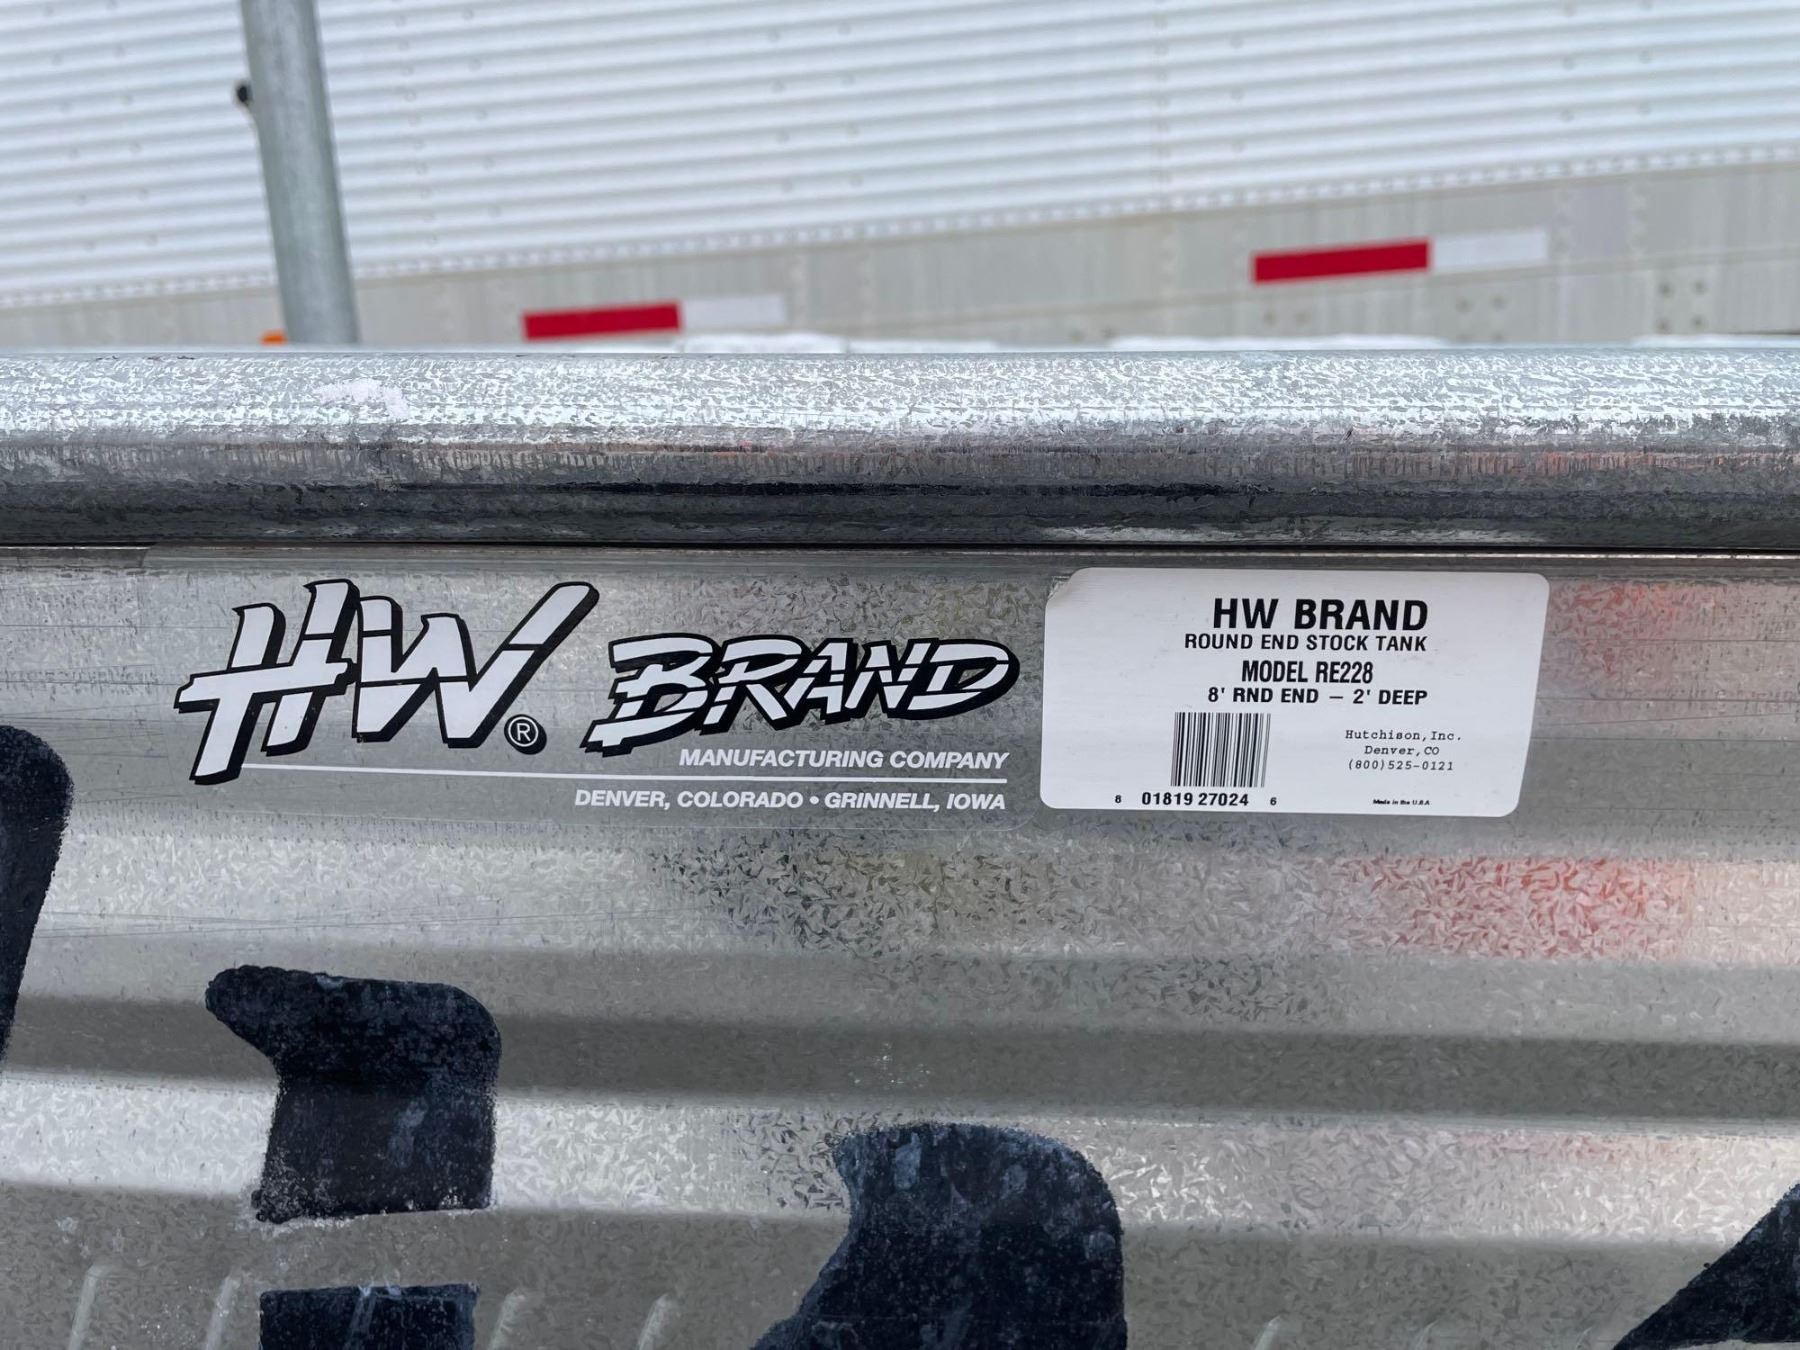 HW® BRAND
MANUFACTURING COMPANY
DENVER, COLORADO • GRINNELL, IOWA
HW BRAND
ROUND END STOCK TANK
MODEL RE228
8' RND END — 2' DEEP
Hutchison, Inc.
Denver, CO
(800)525-0121
8 01819 27024 6
Made in the U.S.A